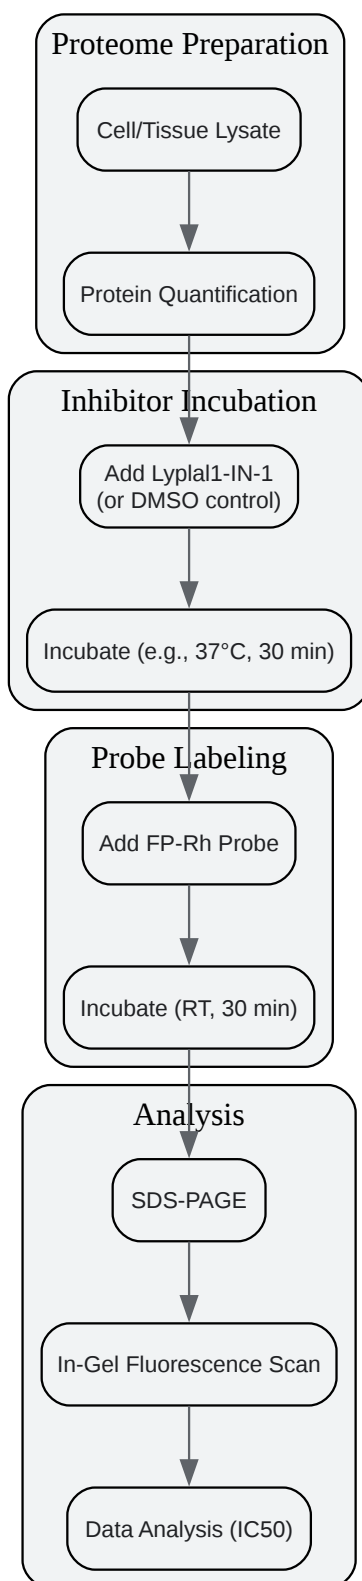 Proteome Preparation
Cell/Tissue Lysate
Protein Quantification
Inhibitor Incubation
Add Lyplal1-IN-1
(or DMSO control)
Incubate (e.g., 37°C, 30 min)
Probe Labeling
Add FP-Rh Probe
Incubate (RT, 30 min)
Analysis
SDS-PAGE
In-Gel Fluorescence Scan
Data Analysis (IC50)